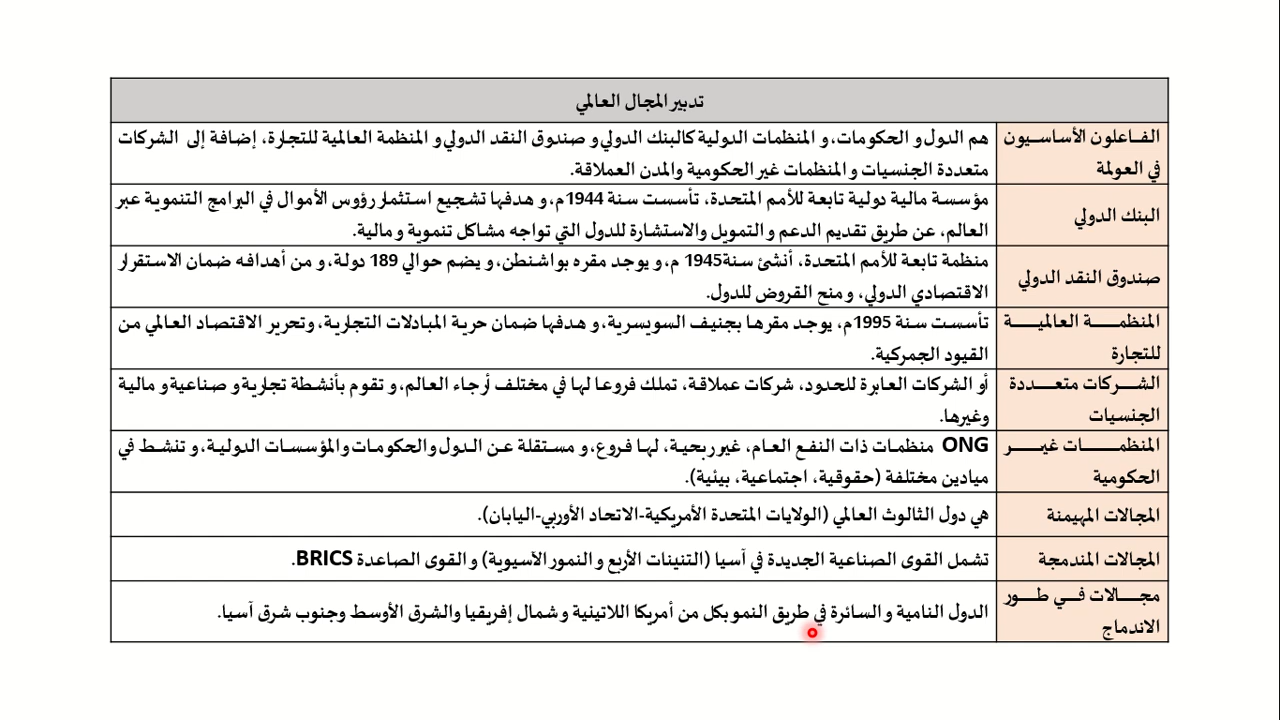 تدبير المجال العالمي
الفاعلون الأساسيون
في العولمة
هم الدول و الحكومات، و المنظمات الدولية كالبنك الدولي و صندوق النقد الدولي و المنظمة العالمية للتجارة، إضافة إلى الشركات
متعددة الجنسيات و المنظمات غير الحكومية والمدن العملاقة.
البنك الدولي
مؤسسة مالية دولية تابعة للأمم المتحدة، تأسست سنة 1944م، و هدفها تشجيع استثمار رؤوس الأموال في البرامج التنموية عبر
العالم، عن طريق تقديم الدعم و التمويل والاستشارة للدول التي تواجه مشاكل تنموية و مالية.
صندوق النقد الدولي
منظمة تابعة للأمم المتحدة، أنشئ سنة1945 م، و يوجد مقره بواشنطن، و يضم حوالي 189 دولة، و من أهدافه ضمان الاستقرار
الاقتصادي الدولي، و منح القروض للدول.
المنظمة العالمية
للتجارة
تأسست سنة 1995م، يوجد مقرها بجنيف السويسرية، و هدفها ضمان حرية المبادلات التجارية، وتحرير الاقتصاد العالمي من
القيود الجمركية.
الشركات متعددة
الجنسيات
أو الشركات العابرة للحدود، شركات عملاقة، تملك فروعا لها في مختلف أرجاء العالم، و تقوم بأنشطة تجارية و صناعية و مالية
وغيرها.
المنظمات غير
الحكومية
ONG منظمات ذات النفع العام، غير ربحية، لها فروع، و مستقلة عن الدول والحكومات والمؤسسات الدولية، و تنشط في
ميادين مختلفة (حقوقية، اجتماعية، بيئية).
المجالات المهيمنة
هي دول الثالوث العالمي (الولايات المتحدة الأمريكية-الاتحاد الأوربي-اليابان).
المجالات المندمجة
تشمل القوى الصناعية الجديدة في آسيا (التنينات الأربع و النمور الآسيوية) و القوى الصاعدة BRICS.
مجالات في طور
الاندماج
الدول النامية و السائرة في طريق النمو بكل من أمريكا اللاتينية و شمال إفريقيا والشرق الأوسط وجنوب شرق آسيا.